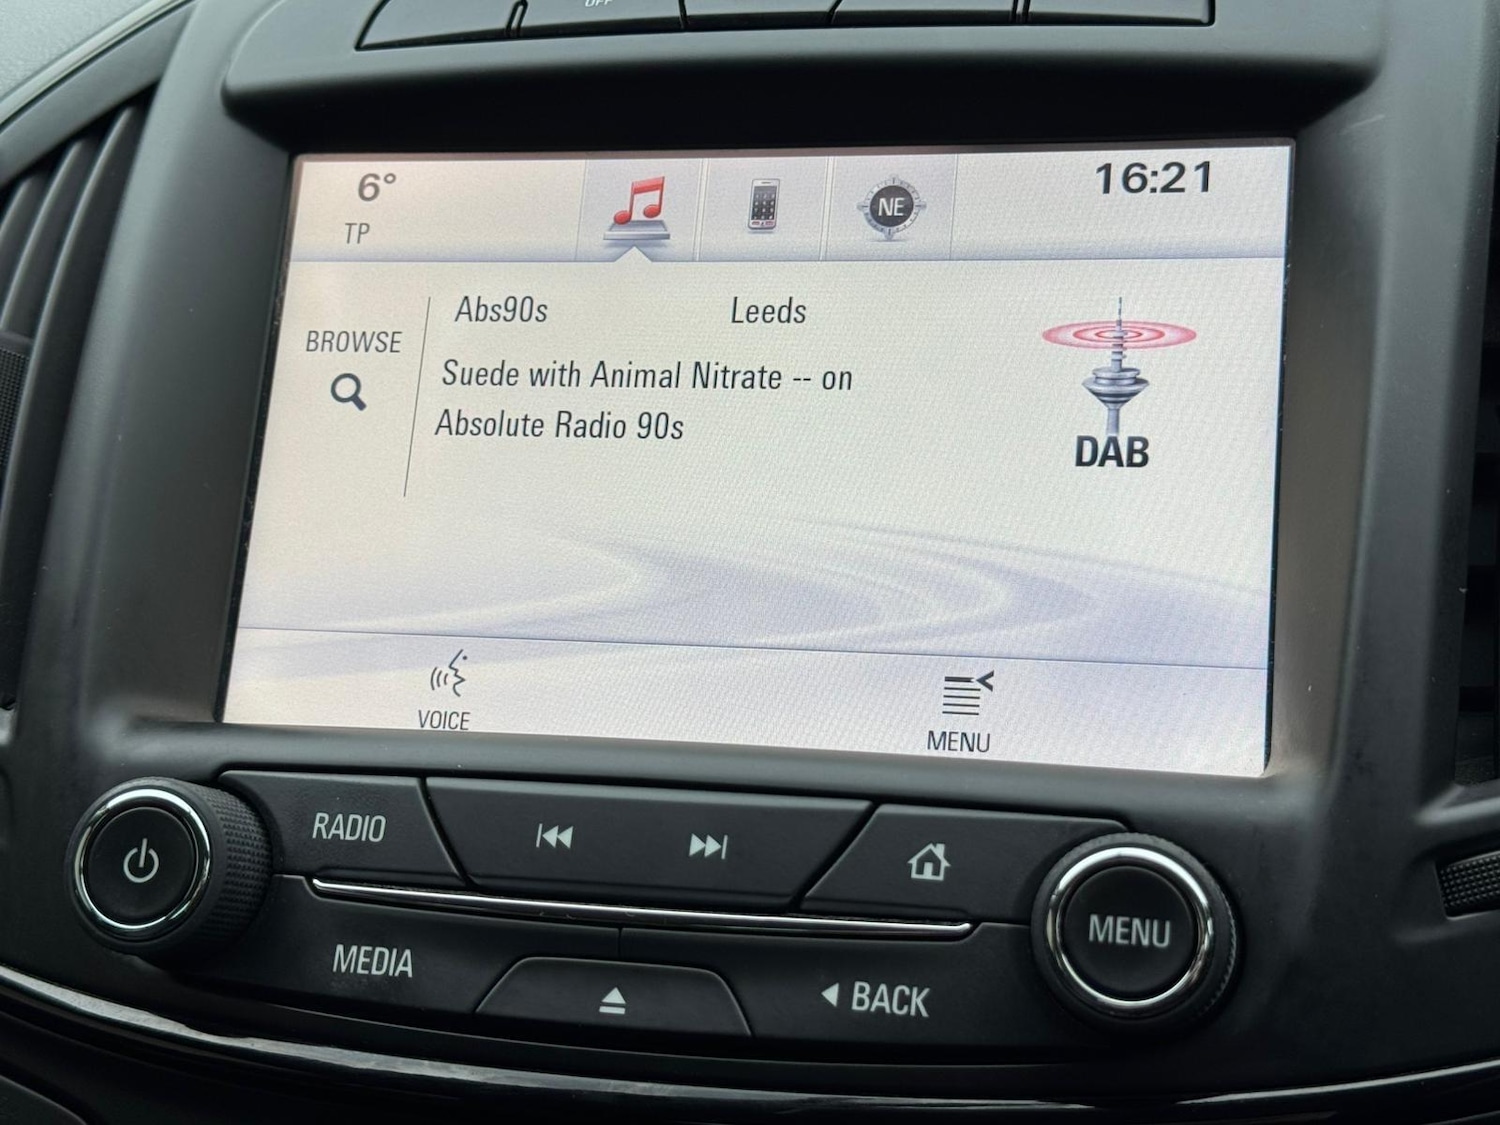 OFF
6° 16:21
TP
NE
Abs90s Leeds
BROWSE
Suede with Animal Nitrate -- on
Absolute Radio 90s
DAB
VOICE
MENU
RADIO
MENU
MEDIA
BACK